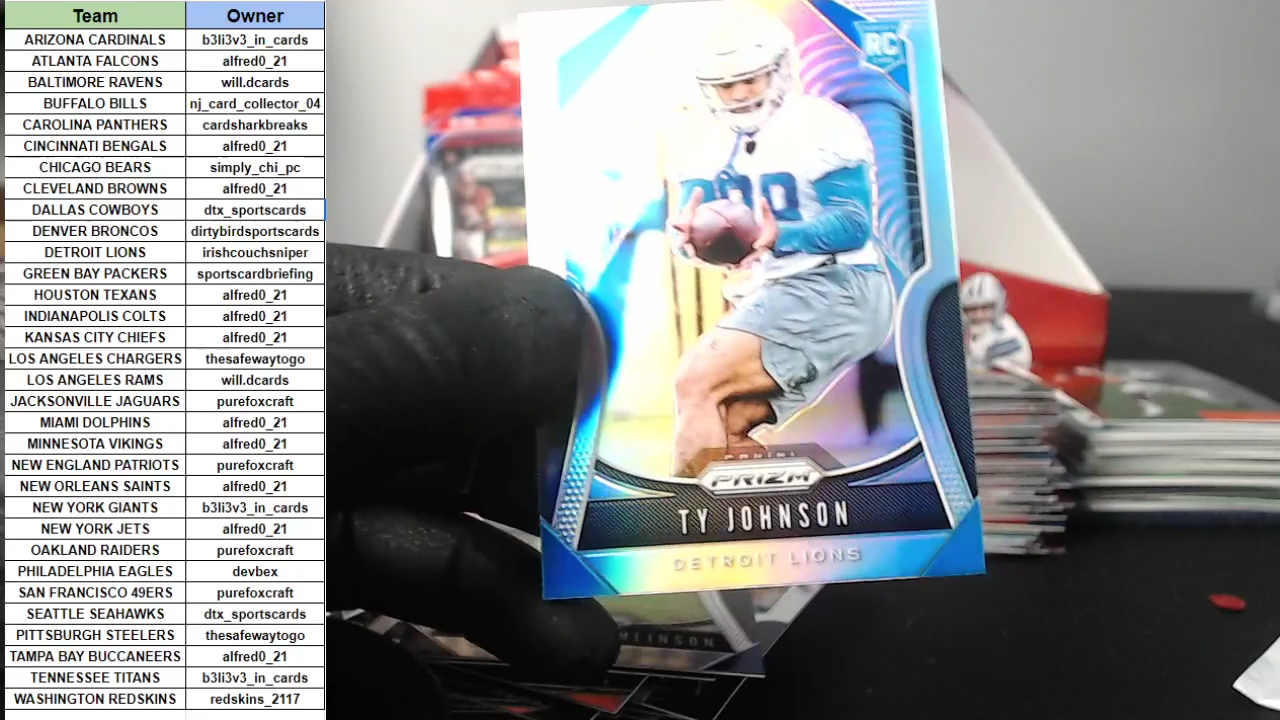 Team Owner
ARIZONA CARDINALS b3li3v3_in_cards
ATLANTA FALCONS alfred0_21
BALTIMORE RAVENS will.dcards
BUFFALO BILLS nj_card_collector_04
CAROLINA PANTHERS cardsharkbreaks
CINCINNATI BENGALS alfred0_21
CHICAGO BEARS simply_chi_pc
CLEVELAND BROWNS alfred0_21
DALLAS COWBOYS dtx_sportscards
DENVER BRONCOS dirtybirdsportscards
DETROIT LIONS irishcouchsniper
GREEN BAY PACKERS sportscardbriefing
HOUSTON TEXANS alfred0_21
INDIANAPOLIS COLTS alfred0_21
KANSAS CITY CHIEFS alfred0_21
LOS ANGELES CHARGERS thesafewaytogo
LOS ANGELES RAMS will.dcards
JACKSONVILLE JAGUARS purefoxcraft
MIAMI DOLPHINS alfred0_21
MINNESOTA VIKINGS alfred0_21
NEW ENGLAND PATRIOTS purefoxcraft
NEW ORLEANS SAINTS alfred0_21
NEW YORK GIANTS b3li3v3_in_cards
NEW YORK JETS alfred0_21
OAKLAND RAIDERS purefoxcraft
PHILADELPHIA EAGLES devbex
SAN FRANCISCO 49ERS purefoxcraft
SEATTLE SEAHAWKS dtx_sportscards
PITTSBURGH STEELERS thesafewaytogo
TAMPA BAY BUCCANEERS alfred0_21
TENNESSEE TITANS b3li3v3_in_cards
WASHINGTON REDSKINS redskins_2117
RC
PANINI
PRIZM
TY JOHNSON
DETROIT LIONS